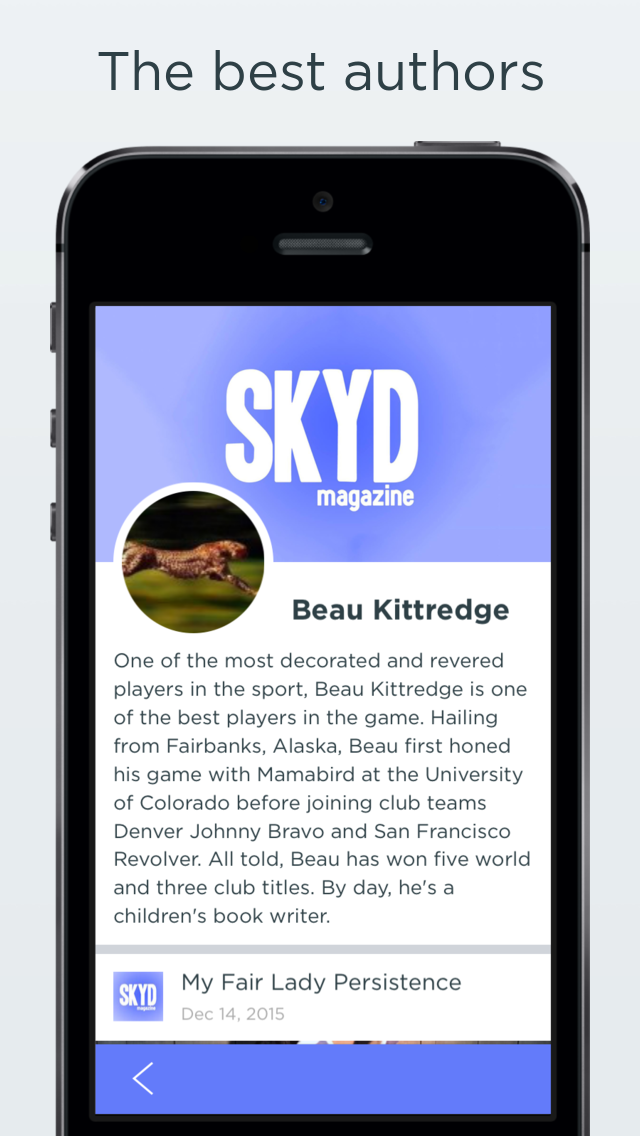 The best authors
SKYD
magazine
Beau Kittredge
One of the most decorated and revered
players in the sport, Beau Kittredge is one
of the best players in the game. Hailing
from Fairbanks, Alaska, Beau first honed
his game with Mamabird at the University
of Colorado before joining club teams
Denver Johnny Bravo and San Francisco
Revolver. All told, Beau has won five world
and three club titles. By day, he's a
children's book writer.
SKYD
magazine
My Fair Lady Persistence
Dec 14, 2015